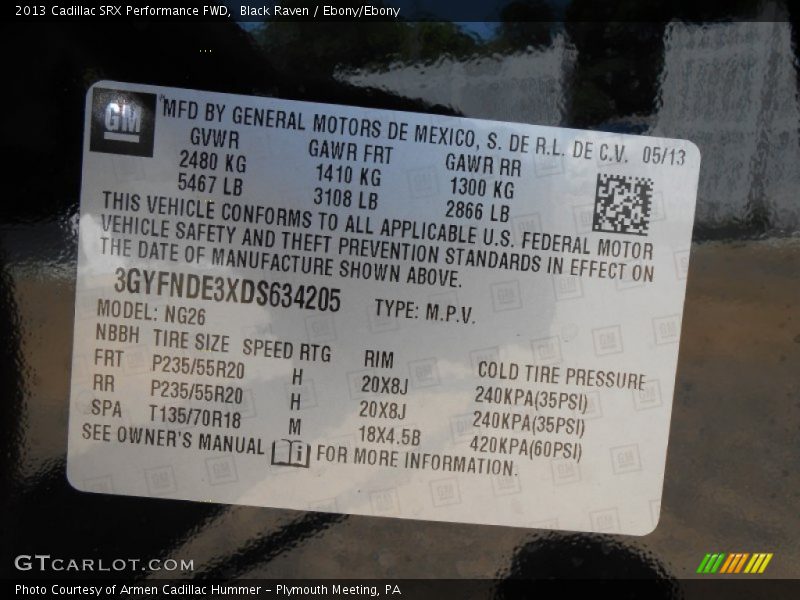 2013 Cadillac SRX Performance FWD, Black Raven / Ebony/Ebony
GM
MFD BY GENERAL MOTORS DE MEXICO, S. DE R.L. DE C.V. 05/13
GVWR GAWR FRT GAWR RR
2480 KG 1410 KG 1300 KG
5467 LB 3108 LB 2866 LB
THIS VEHICLE CONFORMS TO ALL APPLICABLE U.S. FEDERAL MOTOR
VEHICLE SAFETY AND THEFT PREVENTION STANDARDS IN EFFECT ON
THE DATE OF MANUFACTURE SHOWN ABOVE.
3GYFNDE3XDS634205 TYPE: M.P.V.
MODEL: NG26
NBBH TIRE SIZE SPEED RTG RIM COLD TIRE PRESSURE
FRT P235/55R20 H 20X8J 240KPA(35PSI)
RR P235/55R20 H 20X8J 240KPA(35PSI)
SPA T135/70R18 M 18X4.5B 420KPA(60PSI)
SEE OWNER'S MANUAL i FOR MORE INFORMATION.
GTCARLOT.COM
Photo Courtesy of Armen Cadillac Hummer - Plymouth Meeting, PA